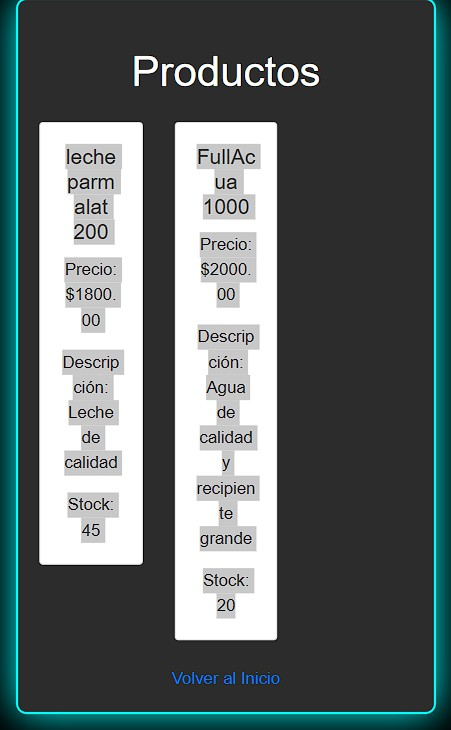 Productos
leche
parm
alat
200
Precio:
$1800.
00
Descrip
ción:
Leche
de
calidad
Stock:
45
FullAc
ua
1000
Precio:
$2000.
00
Descrip
ción:
Agua
de
calidad
y
recipien
te
grande
Stock:
20
Volver al Inicio